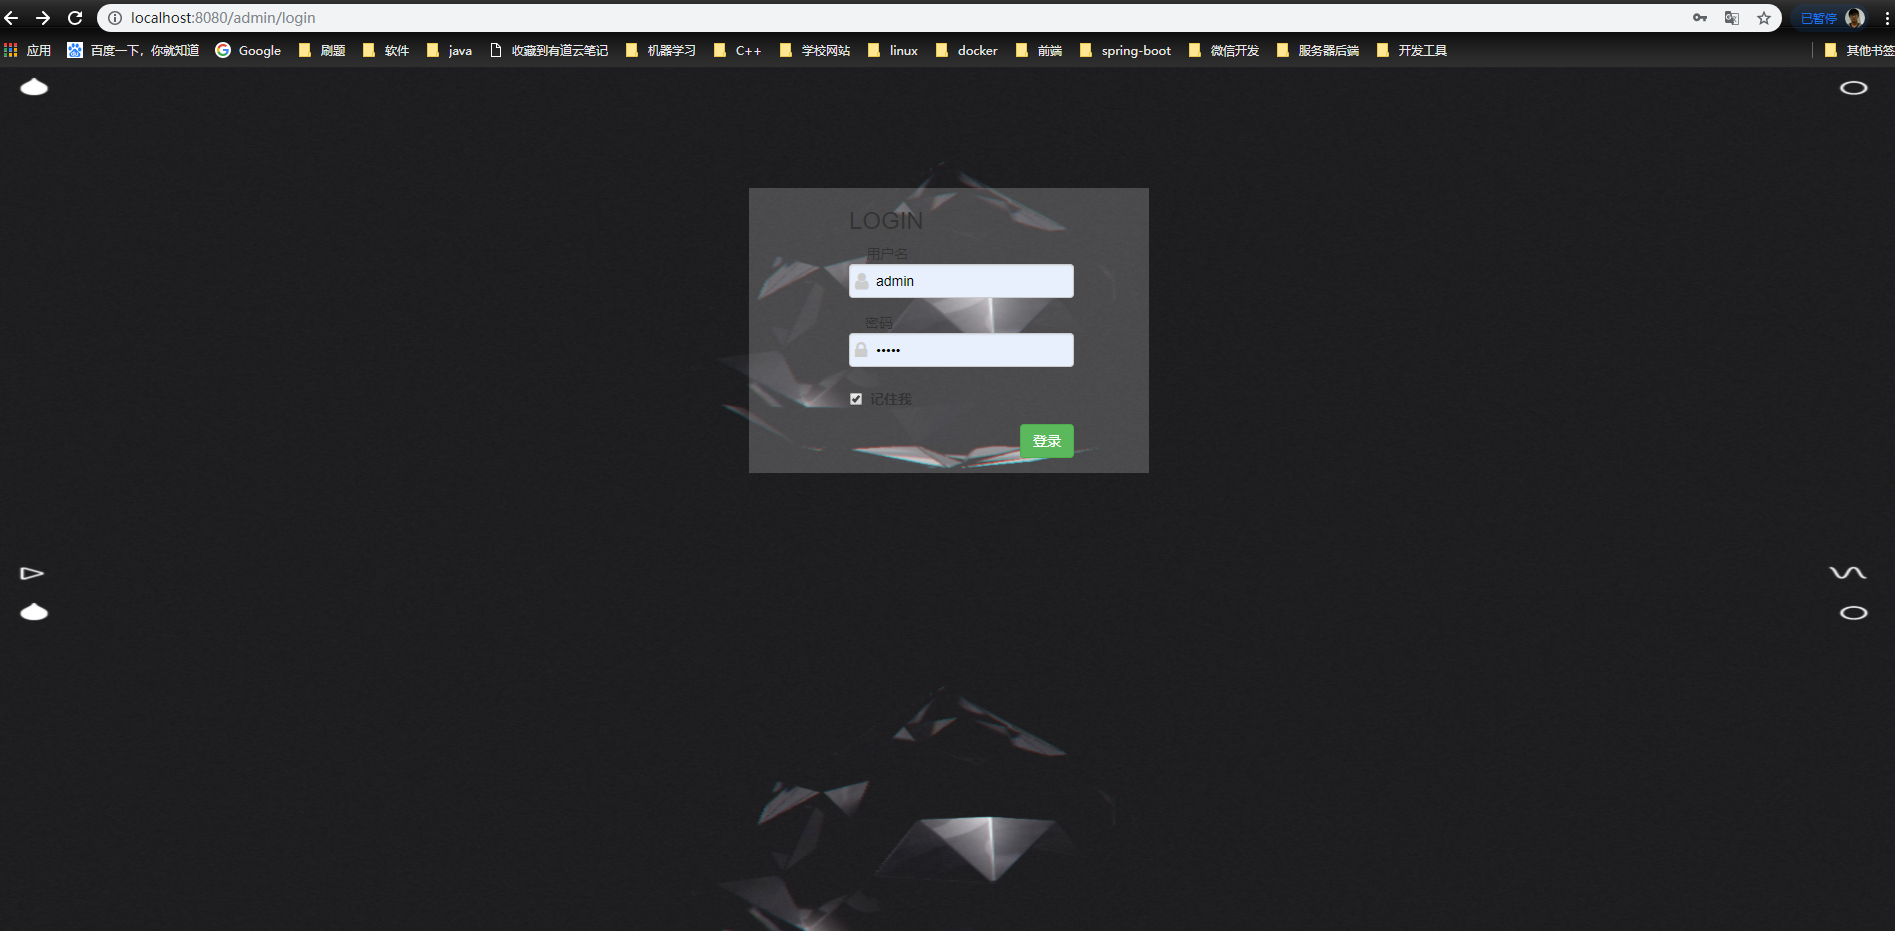 localhost:8080/admin/login
已暂停
应用 百度一下，你就知道 Google 刷题 软件 java 收藏到有道云笔记 机器学习 C++ 学校网站 linux docker 前端 spring-boot 微信开发 服务器后端 开发工具 其他书签
LOGIN
用户名
admin
密码
•••••
记住我
登录